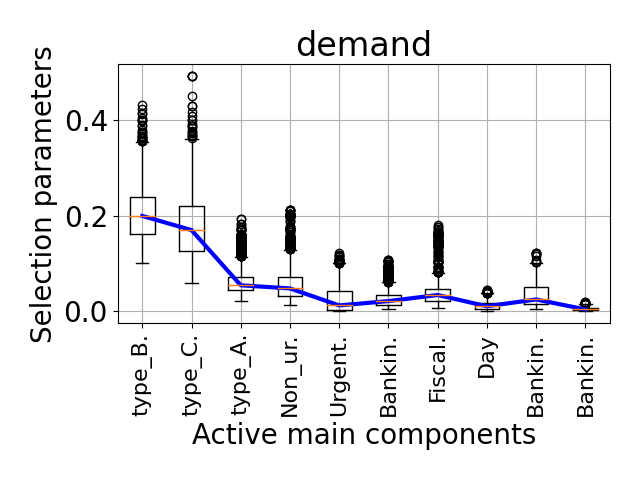 demand
Selection parameters
0.4
0.2
0.0
type_B.
type_C.
type_A.
Non_ur.
Urgent.
Bankin.
Fiscal.
Day
Bankin.
Bankin.
Active main components